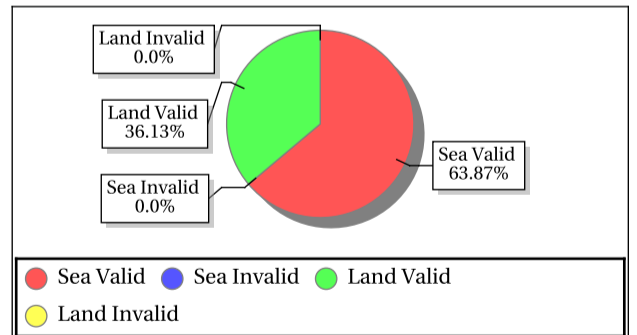 Land Invalid
0.0%
Land Valid
36.13%
Sea Invalid
0.0%
Sea Valid
63.87%
Sea Valid Sea Invalid Land Valid
Land Invalid